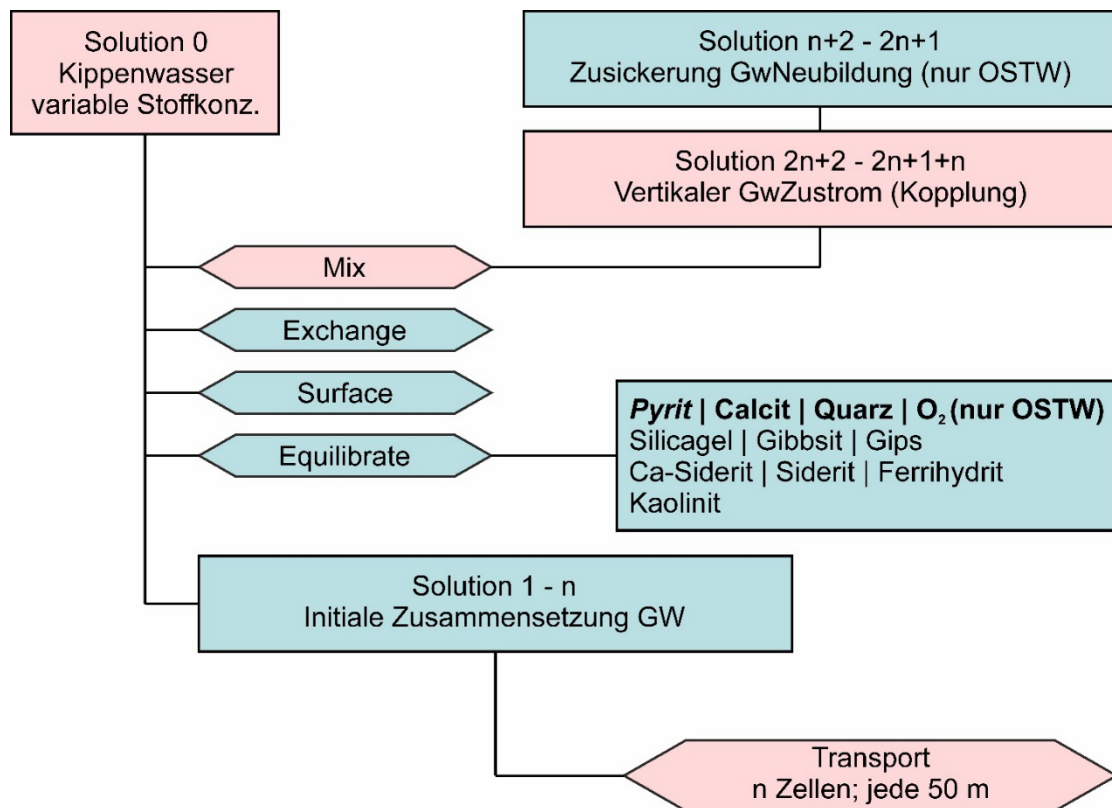 Solution 0
Kippenwasser
variable Stoffkonz.
Solution n+2 - 2n+1
Zusickerung GwNeubildung (nur OSTW)
Solution 2n+2 - 2n+1+n
Vertikaler GwZustrom (Kopplung)
Mix
Exchange
Surface
Equilibrate
Pyrit | Calcit | Quarz | O₂ (nur OSTW)
Silicagel | Gibbsit | Gips
Ca-Siderit | Siderit | Ferrihydrit
Kaolinit
Solution 1 - n
Initiale Zusammensetzung GW
Transport
n Zellen; jede 50 m